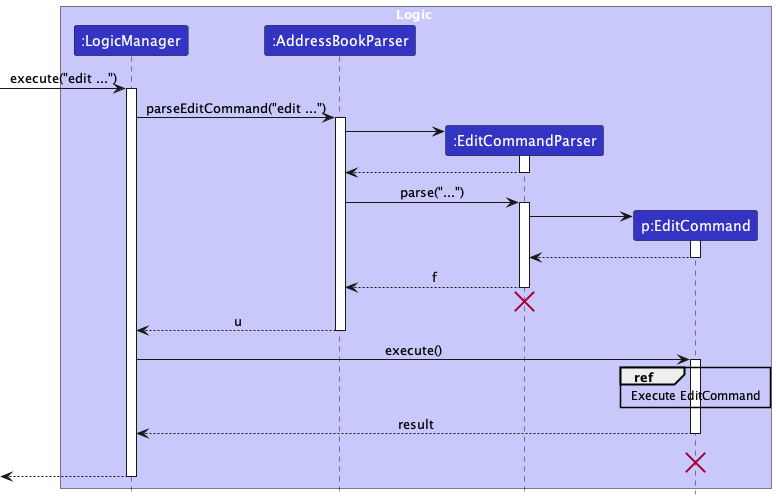 Logic
:LogicManager
:AddressBookParser
execute("edit ...")
parseEditCommand("edit ...")
:EditCommandParser
parse("...")
p:EditCommand
f
u
execute()
ref
Execute EditCommand
result